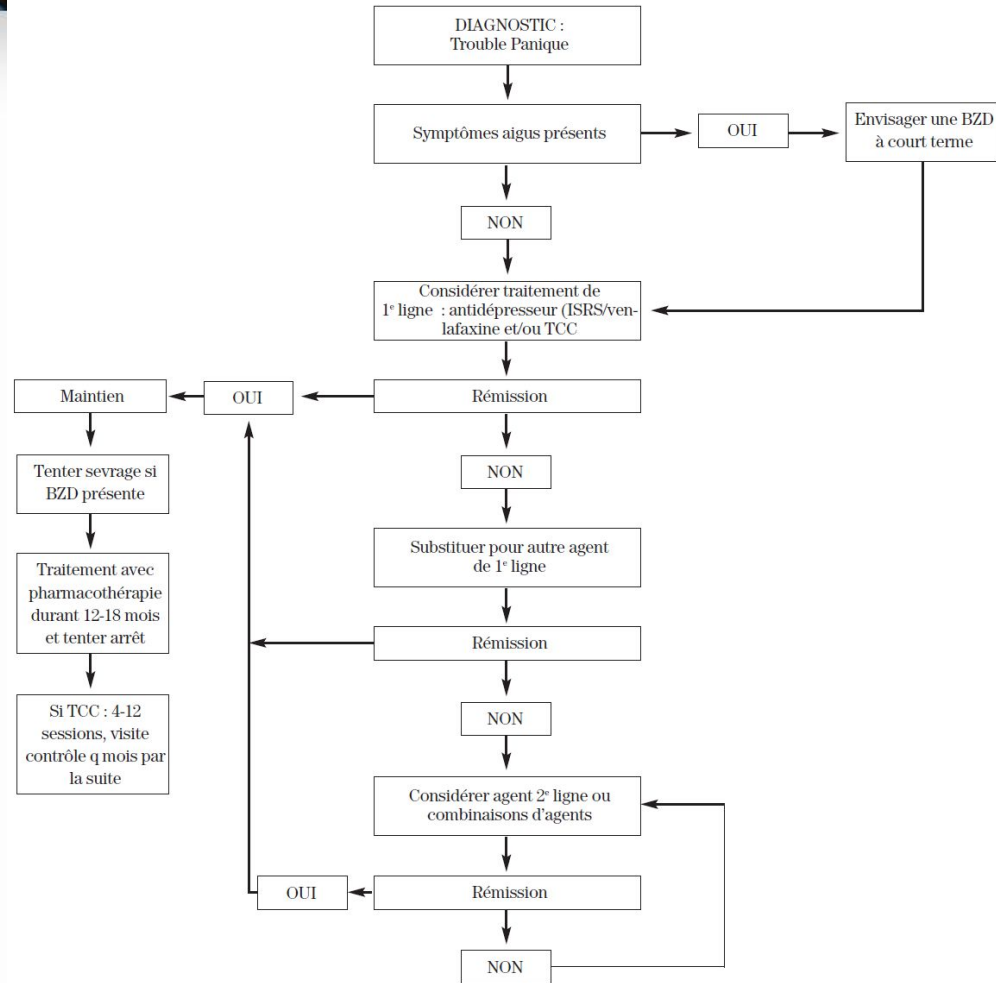 DIAGNOSTIC :
Trouble Panique
Symptômes aigus présents
OUI
Envisager une BZD
à court terme
NON
Considérer traitement de
1e ligne : antidépresseur (ISRS/ven-
lafaxine et/ou TCC
Maintien
OUI
Rémission
Tenter sevrage si
BZD présente
NON
Traitement avec
pharmacothérapie
durant 12-18 mois
et tenter arrêt
Substituer pour autre agent
de 1e ligne
Rémission
Si TCC : 4-12
sessions, visite
contrôle q mois par
la suite
NON
Considérer agent 2e ligne ou
combinaisons d'agents
OUI
Rémission
NON